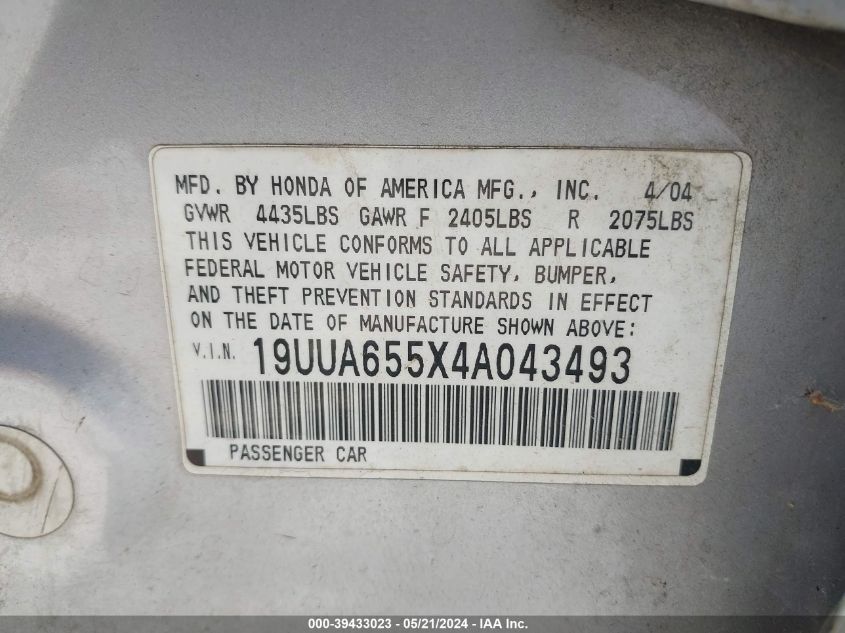 MFD. BY HONDA OF AMERICA MFG., INC. 4/04
GVWR 4435LBS GAWR F 2405LBS R 2075LBS
THIS VEHICLE CONFORMS TO ALL APPLICABLE
FEDERAL MOTOR VEHICLE SAFETY, BUMPER,
AND THEFT PREVENTION STANDARDS IN EFFECT
ON THE DATE OF MANUFACTURE SHOWN ABOVE:
V.I.N. 19UUA655X4A043493
PASSENGER CAR
000-39433023 - 05/21/2024 - IAA Inc.